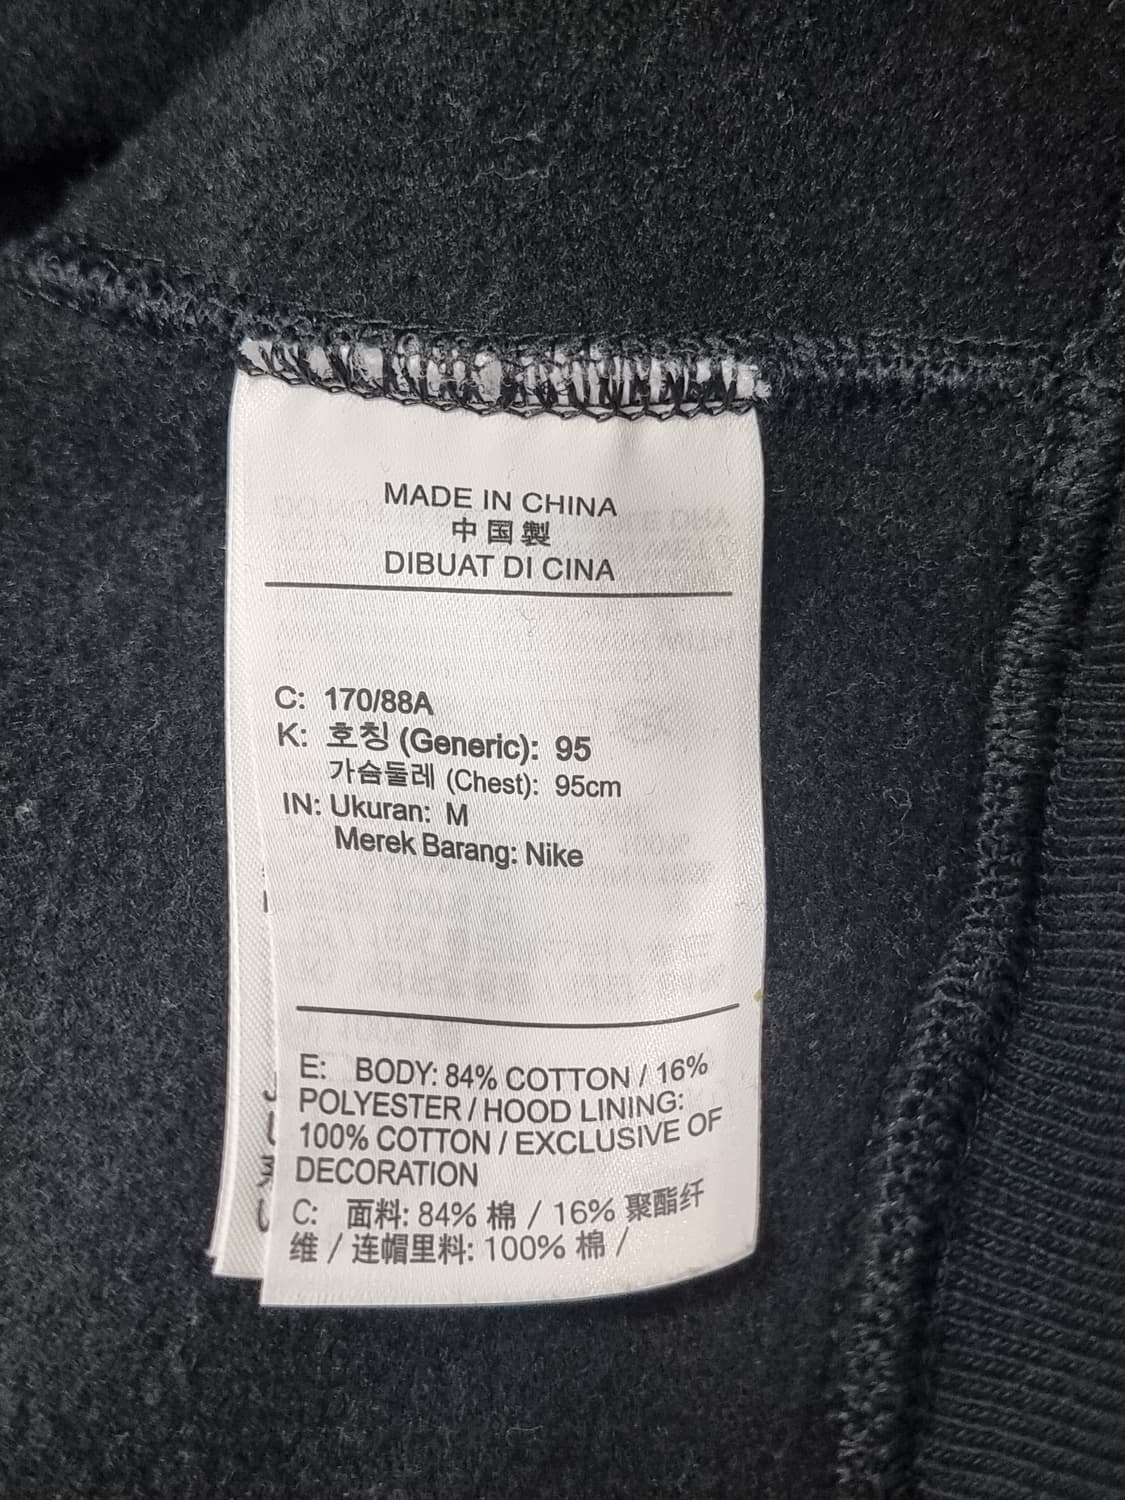 MADE IN CHINA
中国製
DIBUAT DI CINA
C: 170/88A
K: 호칭 (Generic): 95
가슴둘레 (Chest): 95cm
IN: Ukuran: M
Merek Barang: Nike
E: BODY: 84% COTTON / 16%
POLYESTER / HOOD LINING:
100% COTTON / EXCLUSIVE OF
DECORATION
C: 面料: 84% 棉 / 16% 聚酯纤
维 / 连帽里料: 100% 棉 /